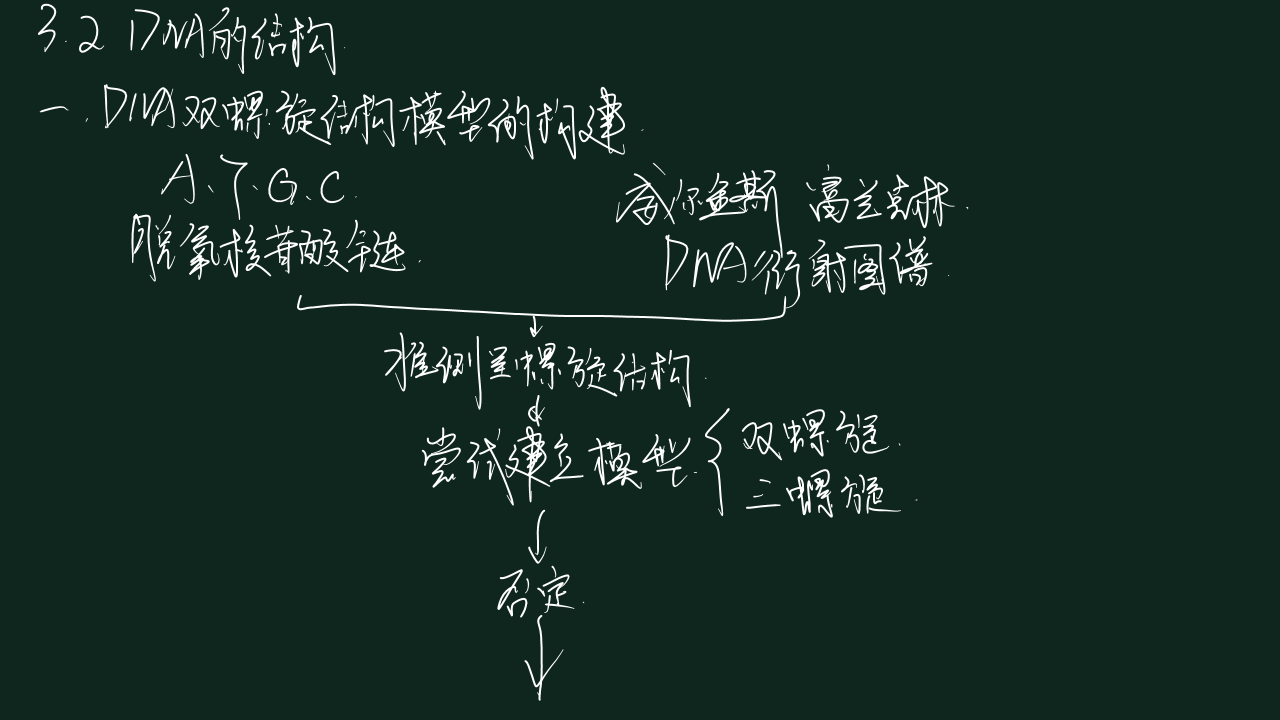 3.2 DNA的结构.
一. DNA双螺旋结构模型的构建.
A、T、G、C.
脱氧核苷酸链.
威尔金斯 富兰克林.
DNA衍射图谱.
推测呈螺旋结构.
尝试建立模型.
双螺旋.
三螺旋.
否定.